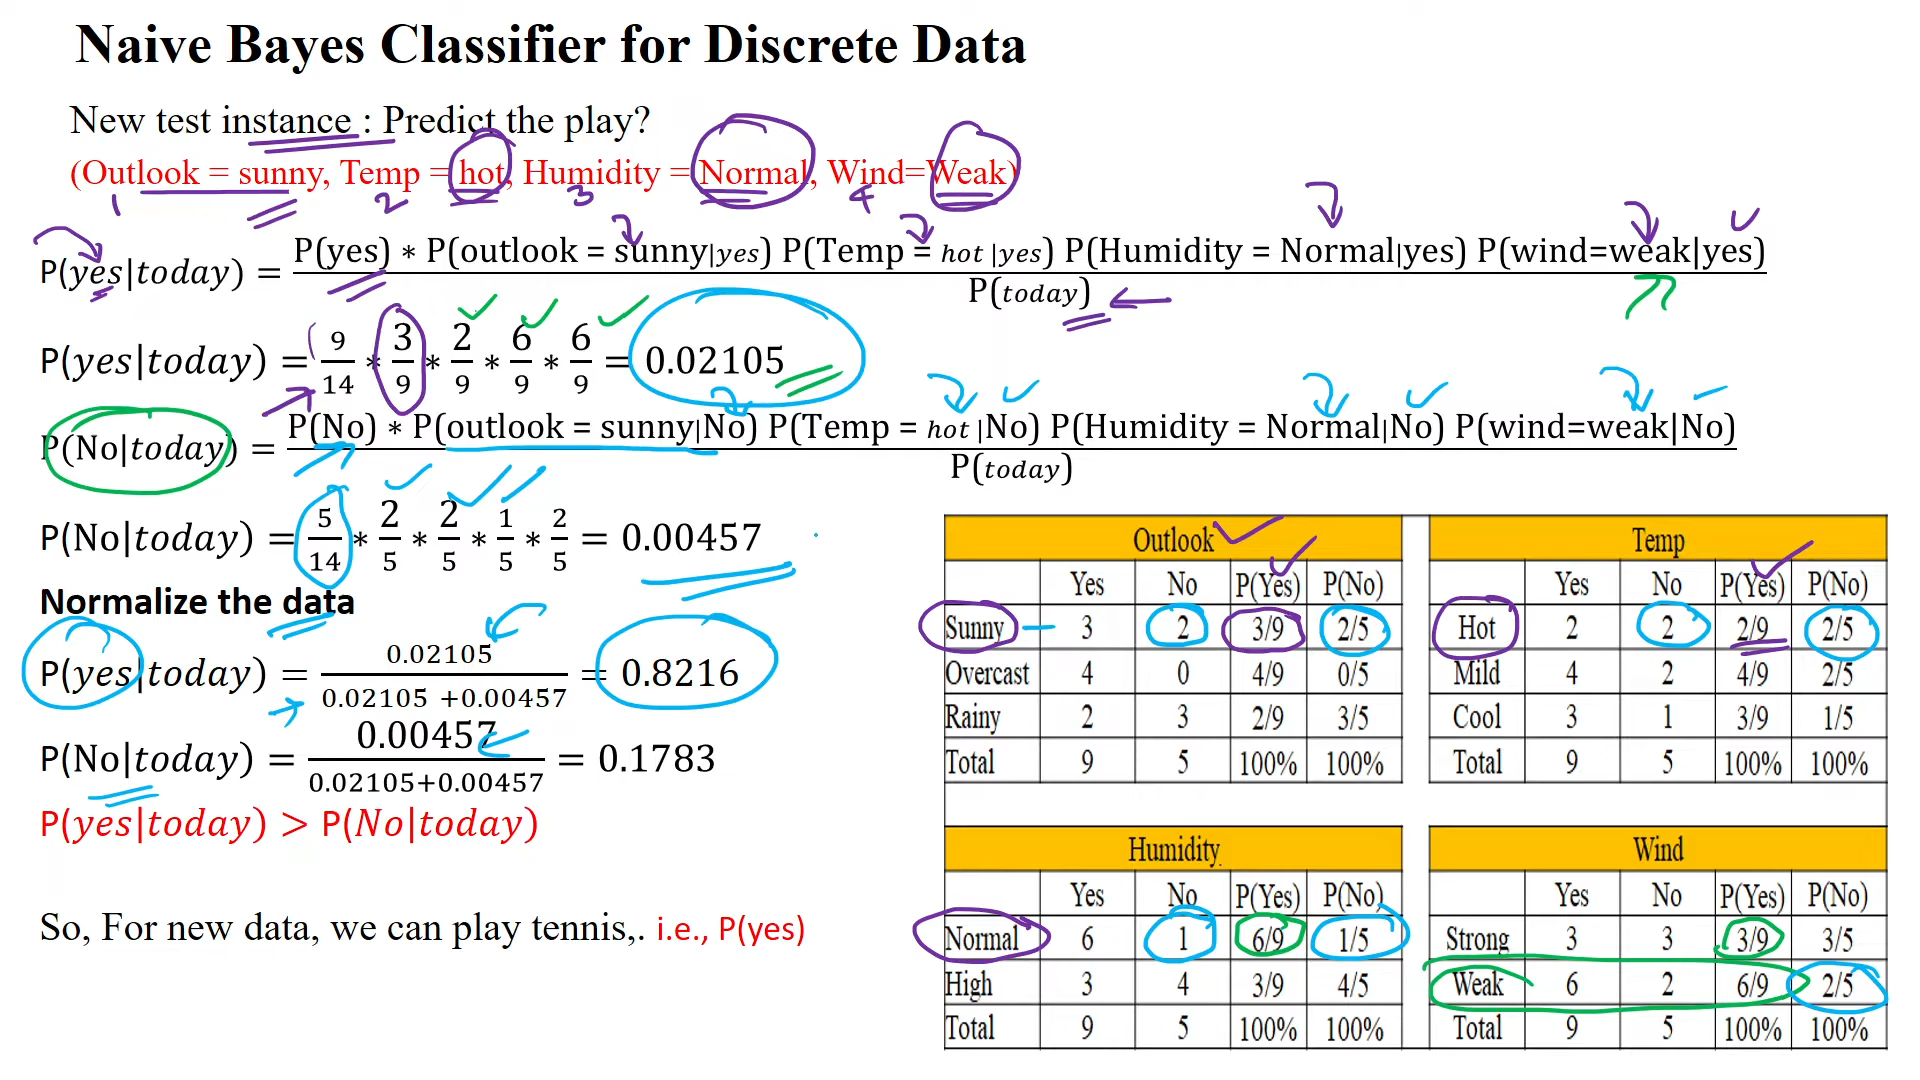 Naive Bayes Classifier for Discrete Data
New test instance : Predict the play?
(Outlook = sunny, Temp = hot, Humidity = Normal, Wind=Weak)
1 2 3 4
P(yes|today) = P(yes) * P(outlook = sunny|yes) P(Temp = hot |yes) P(Humidity = Normal|yes) P(wind=weak|yes)
P(today)
P(yes|today) = 9/14 * 3/9 * 2/9 * 6/9 * 6/9 = 0.02105
P(No|today) = P(No) * P(outlook = sunny|No) P(Temp = hot |No) P(Humidity = Normal|No) P(wind=weak|No)
P(today)
P(No|today) = 5/14 * 2/5 * 2/5 * 1/5 * 2/5 = 0.00457
Normalize the data
P(yes|today) = 0.02105 / 0.02105 +0.00457 = 0.8216
P(No|today) = 0.00457 / 0.02105+0.00457 = 0.1783
P(yes|today) > P(No|today)
So, For new data, we can play tennis,. i.e., P(yes)
Outlook
Yes No P(Yes) P(No)
Sunny 3 2 3/9 2/5
Overcast 4 0 4/9 0/5
Rainy 2 3 2/9 3/5
Total 9 5 100% 100%
Temp
Yes No P(Yes) P(No)
Hot 2 2 2/9 2/5
Mild 4 2 4/9 2/5
Cool 3 1 3/9 1/5
Total 9 5 100% 100%
Humidity
Yes No P(Yes) P(No)
Normal 6 1 6/9 1/5
High 3 4 3/9 4/5
Total 9 5 100% 100%
Wind
Yes No P(Yes) P(No)
Strong 3 3 3/9 3/5
Weak 6 2 6/9 2/5
Total 9 5 100% 100%